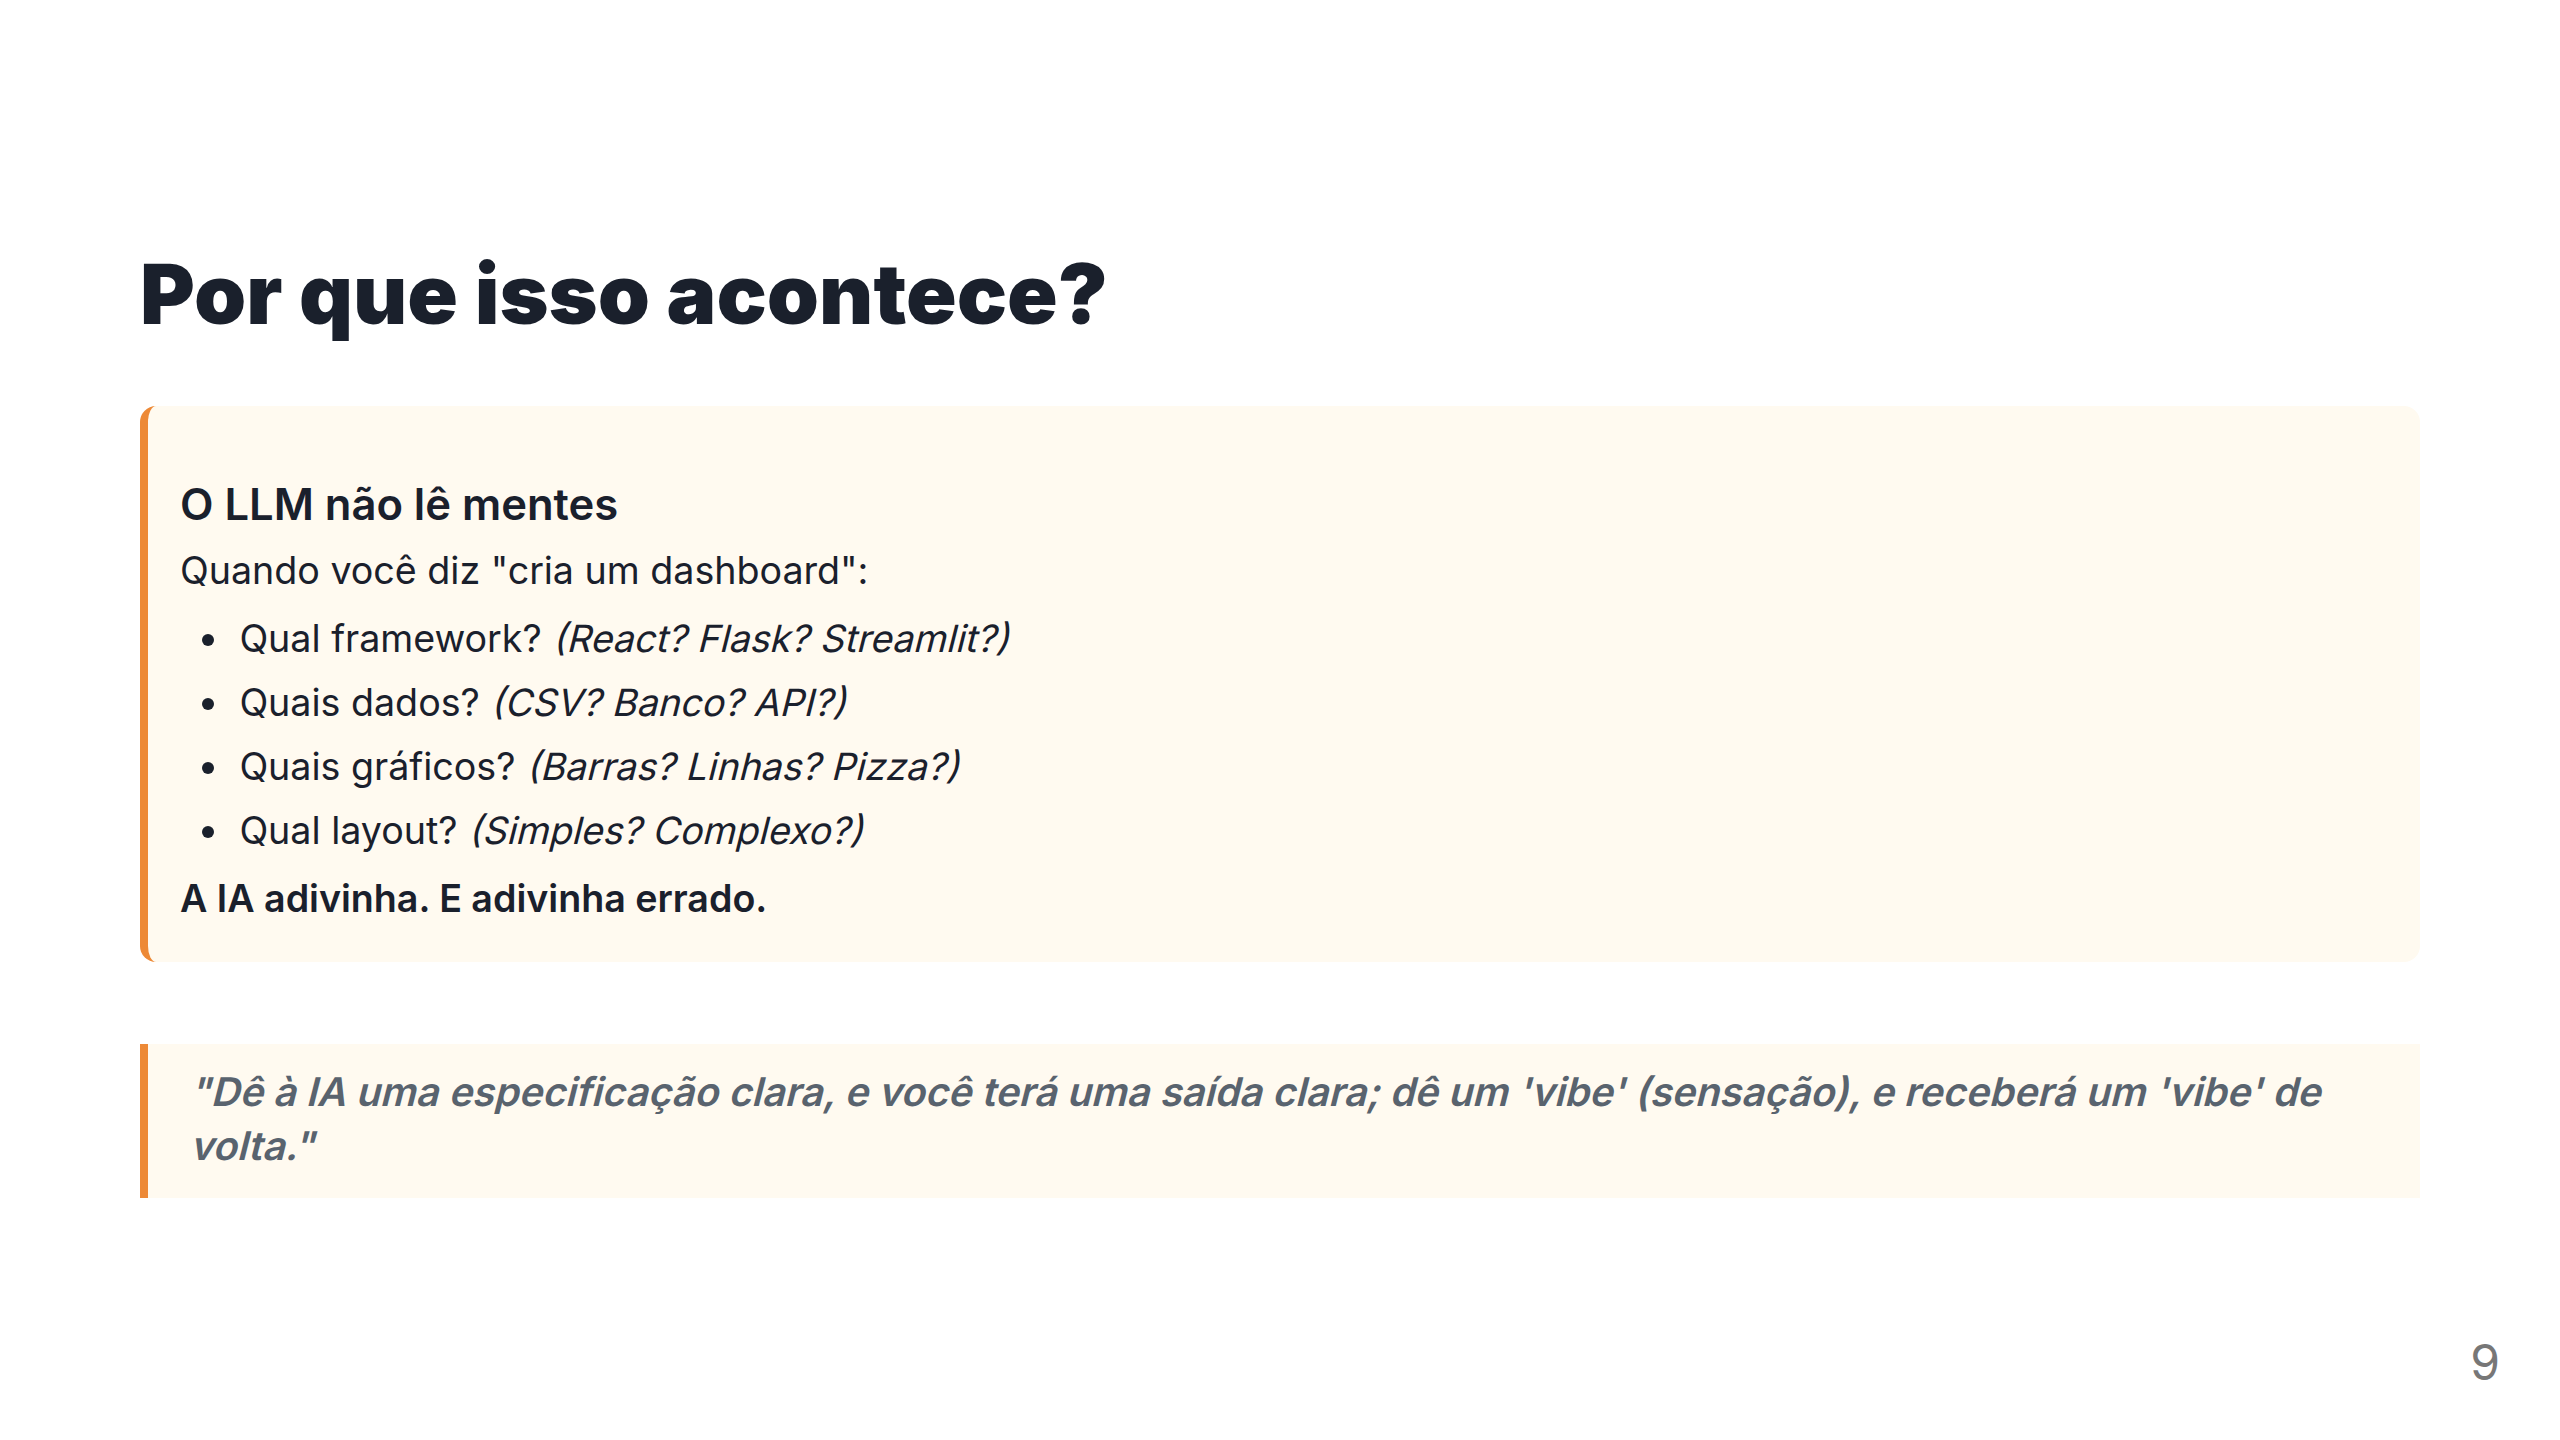 Por que isso acontece?
O LLM não lê mentes
Quando você diz "cria um dashboard":
• Qual framework? (React? Flask? Streamlit?)
• Quais dados? (CSV? Banco? API?)
• Quais gráficos? (Barras? Linhas? Pizza?)
• Qual layout? (Simples? Complexo?)
A IA adivinha. E adivinha errado.
"Dê à IA uma especificação clara, e você terá uma saída clara; dê um 'vibe' (sensação), e receberá um 'vibe' de
volta."
9